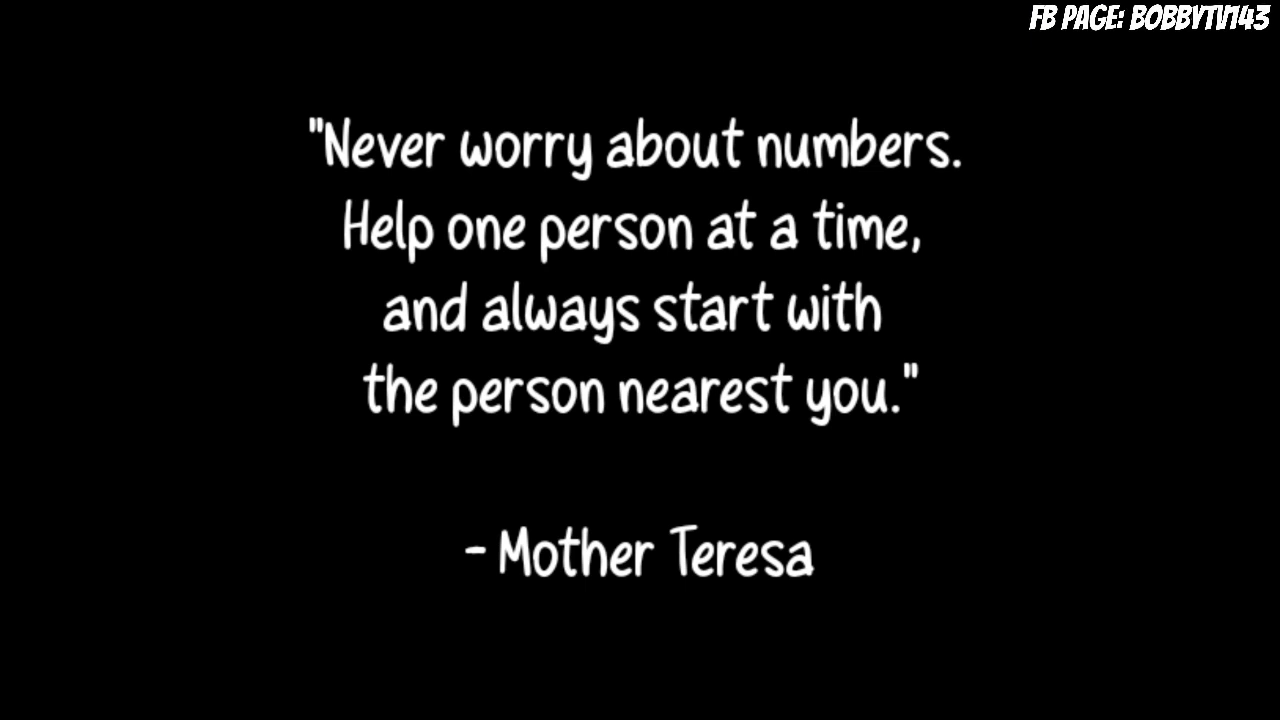 FB PAGE: BOBBYTV143
"Never worry about numbers.
Help one person at a time,
and always start with
the person nearest you."
- Mother Teresa